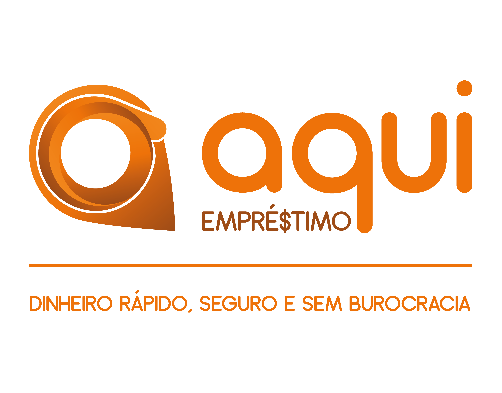 aqui
EMPRÉ$TIMO
DINHEIRO RÁPIDO, SEGURO E SEM BUROCRACIA